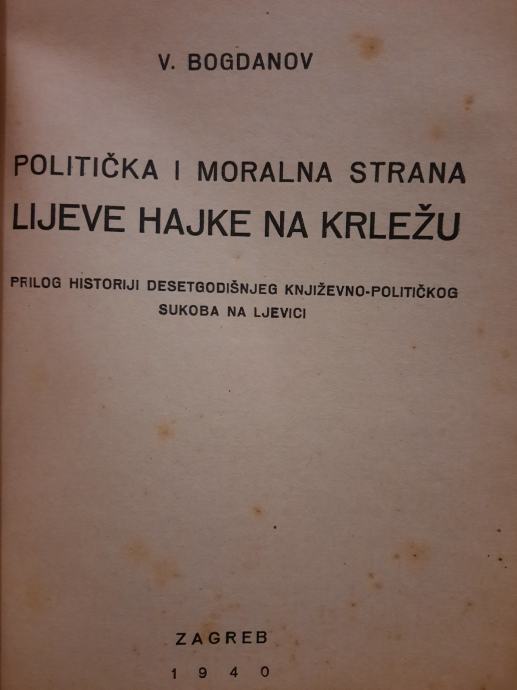 V. BOGDANOV
POLITIČKA I MORALNA STRANA
LIJEVE HAJKE NA KRLEŽU
PRILOG HISTORIJI DESETGODIŠNJEG KNJIŽEVNO-POLITIČKOG
SUKOBA NA LJEVICI
ZAGREB
1940